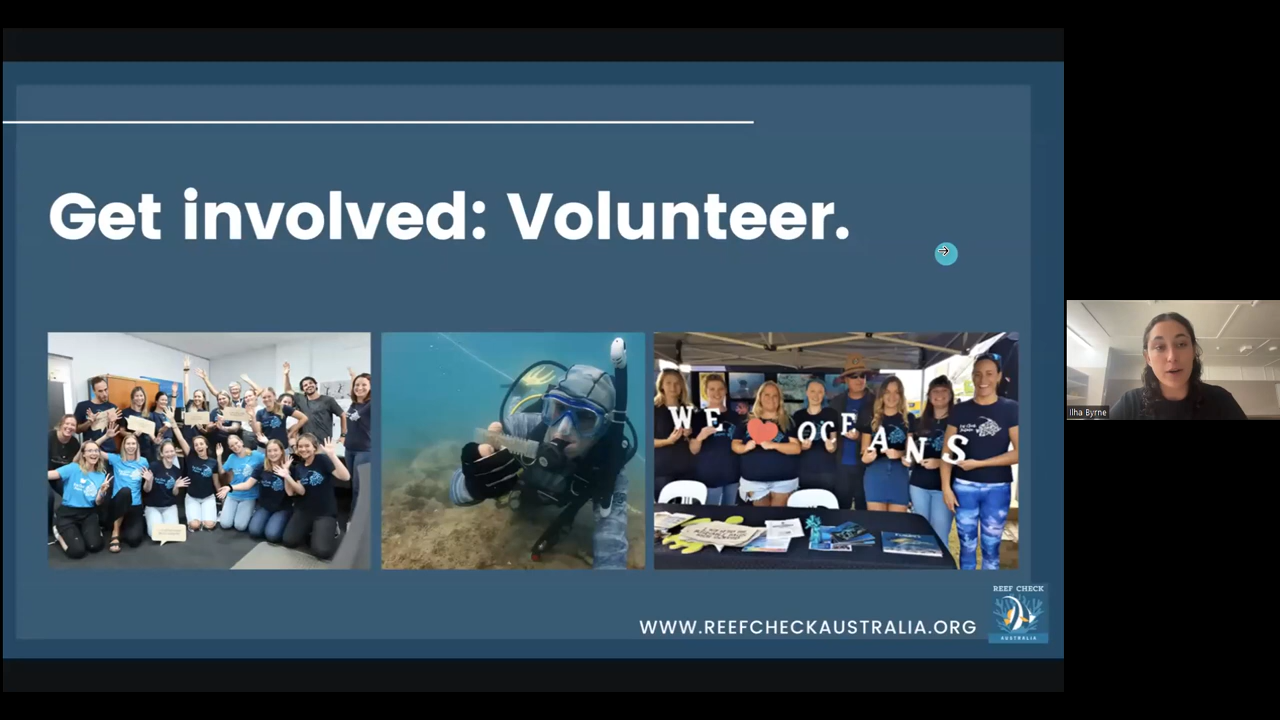 Get involved: Volunteer.
WE ❤ OCEANS
WWW.REEFCHECKAUSTRALIA.ORG
REEF CHECK
AUSTRALIA
Ilha Byrne